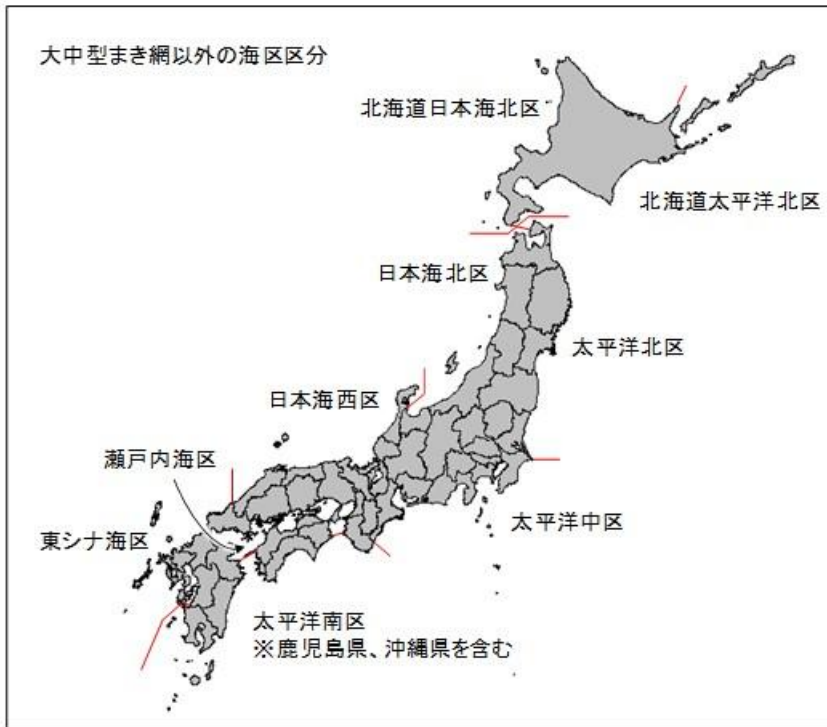 大中型まき網以外の海区区分
北海道日本海北区
北海道太平洋北区
日本海北区
太平洋北区
日本海西区
瀬戸内海区
太平洋中区
東シナ海区
太平洋南区
※鹿児島県、沖縄県を含む